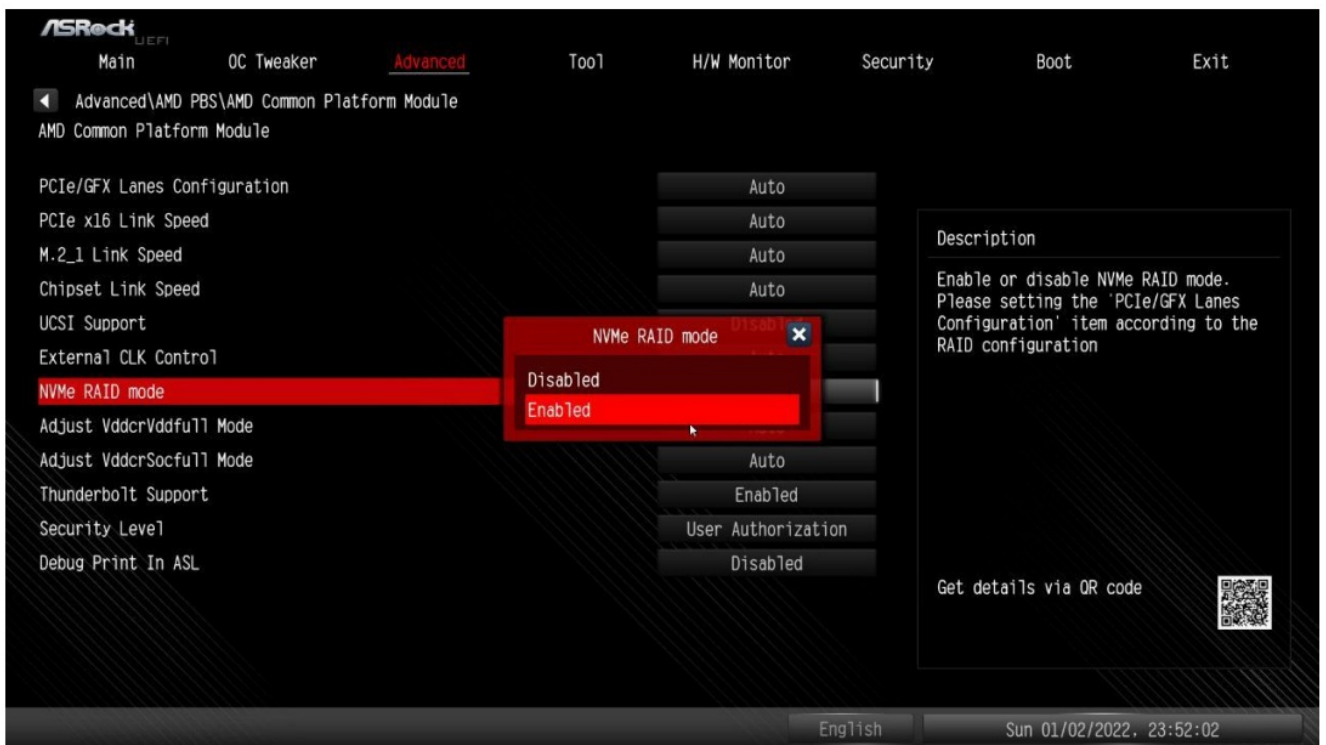 ASRock
UEFI
Main OC Tweaker Advanced Tool H/W Monitor Security Boot Exit
Advanced\AMD PBS\AMD Common Platform Module
AMD Common Platform Module
PCIe/GFX Lanes Configuration Auto
PCIe x16 Link Speed Auto
M.2_1 Link Speed Auto
Chipset Link Speed Auto
UCSI Support Disabled
External CLK Control Auto
NVMe RAID mode
Adjust VddcrVddfull Mode Auto
Adjust VddcrSocfull Mode Auto
Thunderbolt Support Enabled
Security Level User Authorization
Debug Print In ASL Disabled
NVMe RAID mode
Disabled
Enabled
Description
Enable or disable NVMe RAID mode.
Please setting the 'PCIe/GFX Lanes
Configuration' item according to the
RAID configuration
Get details via QR code
English Sun 01/02/2022, 23:52:02